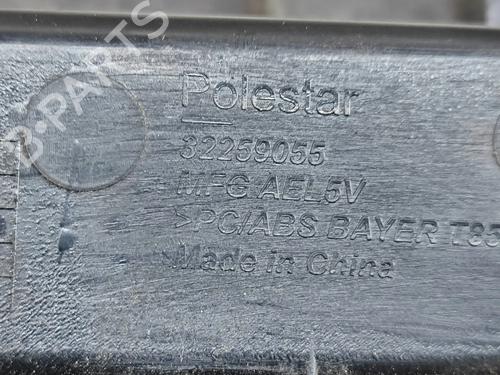 B-PARTS
Polestar
32259055
MFG AEL5V
>PC/ABS BAYER T85
Made in China